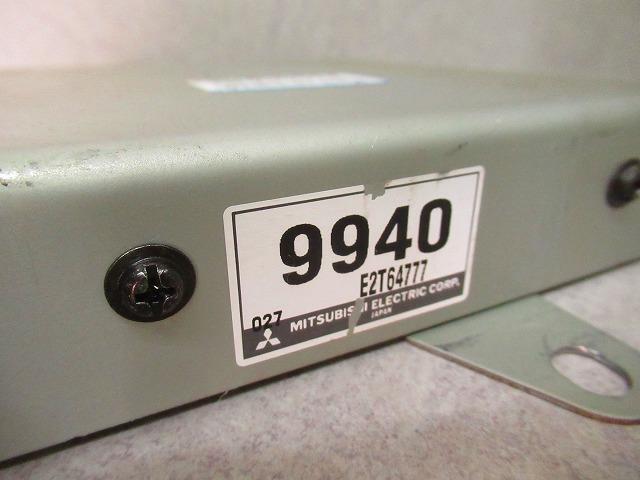 9940
E2T64777
027 MITSUBISHI ELECTRIC CORP.
JAPAN